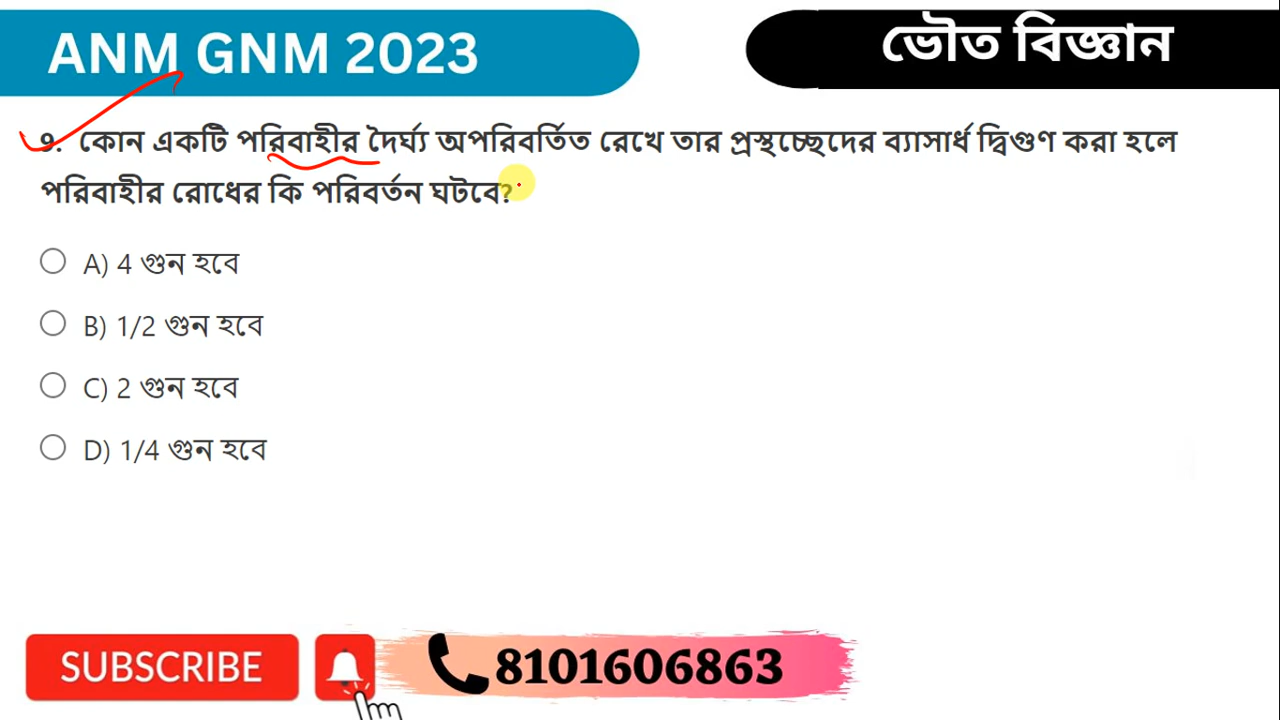 ANM GNM 2023
ভৌত বিজ্ঞান
9. কোন একটি পরিবাহীর দৈর্ঘ্য অপরিবর্তিত রেখে তার প্রস্থচ্ছেদের ব্যাসার্ধ দ্বিগুণ করা হলে
পরিবাহীর রোধের কি পরিবর্তন ঘটবে?
A) 4 গুন হবে
B) 1/2 গুন হবে
C) 2 গুন হবে
D) 1/4 গুন হবে
SUBSCRIBE
8101606863